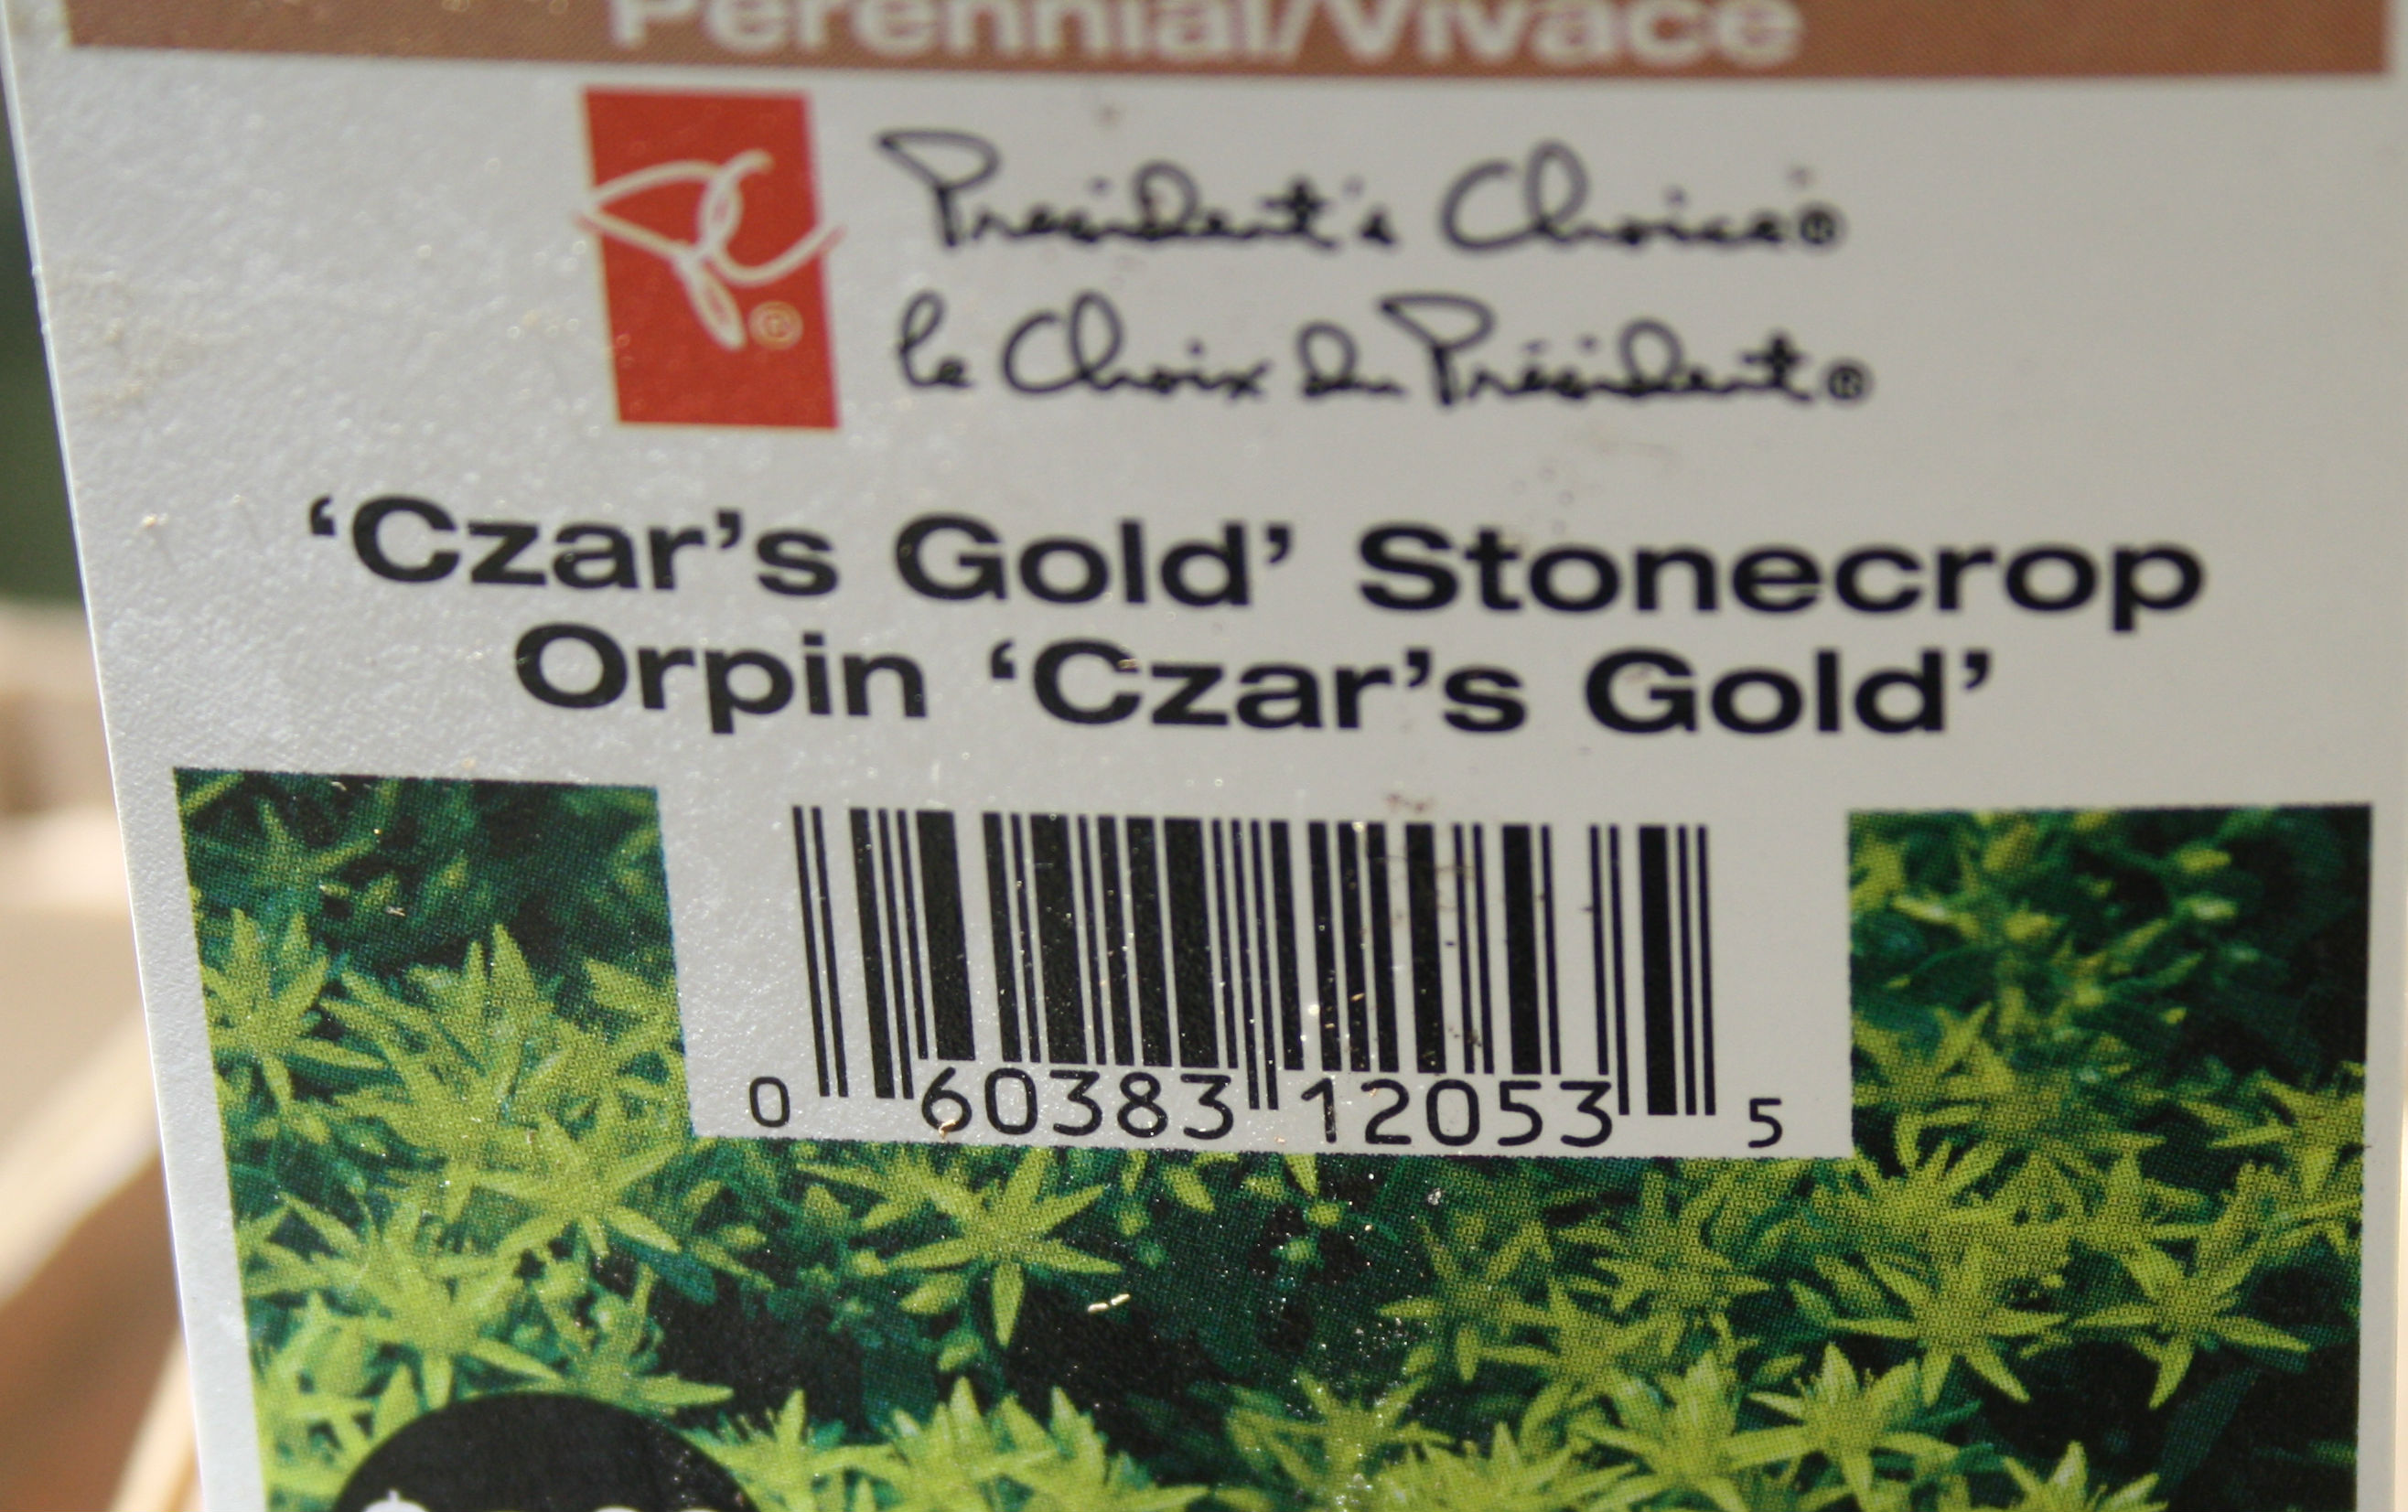 Perennial/Vivace
President's Choice®
le Choix du Président®
‘Czar’s Gold’ Stonecrop
Orpin ‘Czar’s Gold’
0 60383 12053 5